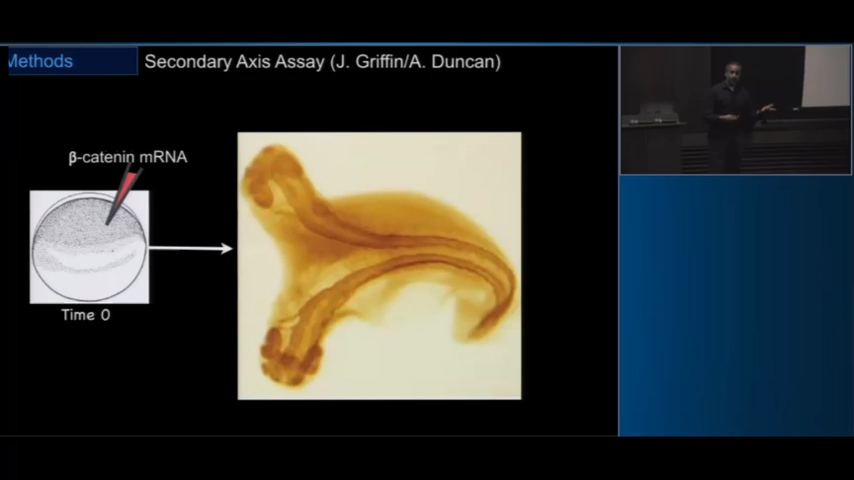 Methods
Secondary Axis Assay (J. Griffin/A. Duncan)
β-catenin mRNA
Time 0